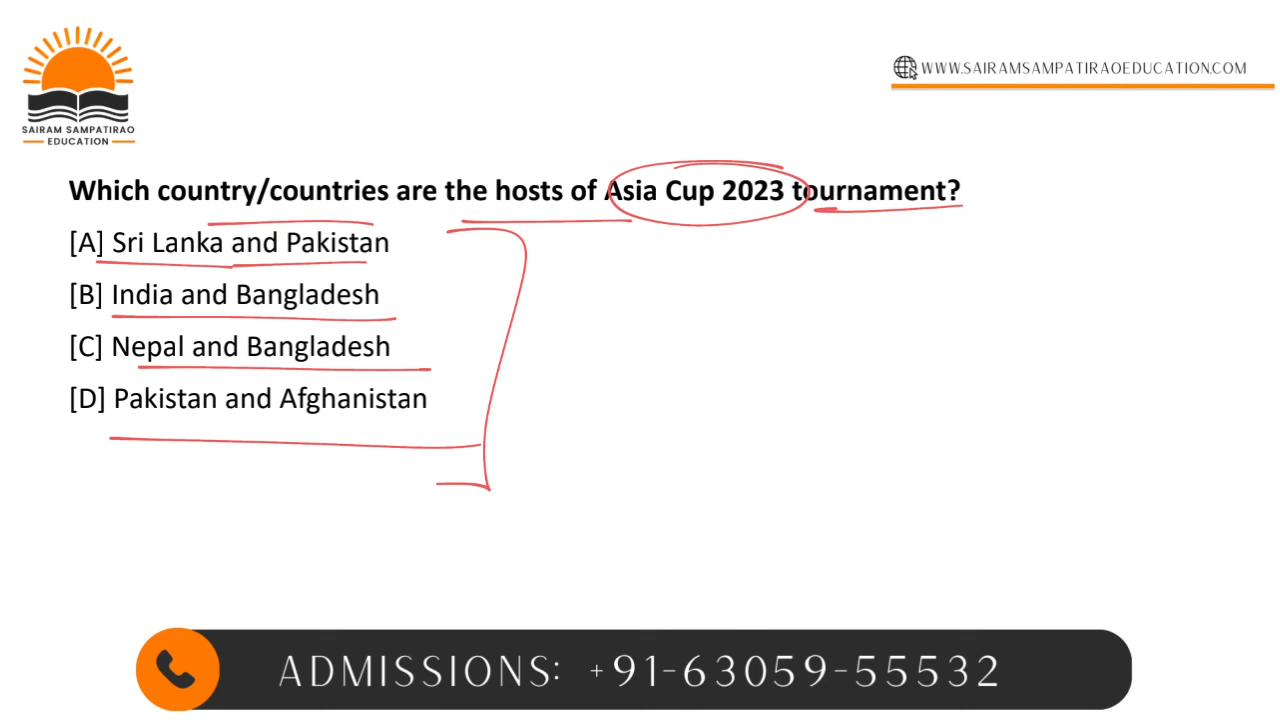 SAIRAM SAMPATIRAO
EDUCATION
WWW.SAIRAMSAMPATIRAOEDUCATION.COM
Which country/countries are the hosts of Asia Cup 2023 tournament?
[A] Sri Lanka and Pakistan
[B] India and Bangladesh
[C] Nepal and Bangladesh
[D] Pakistan and Afghanistan
ADMISSIONS: +91-63059-55532